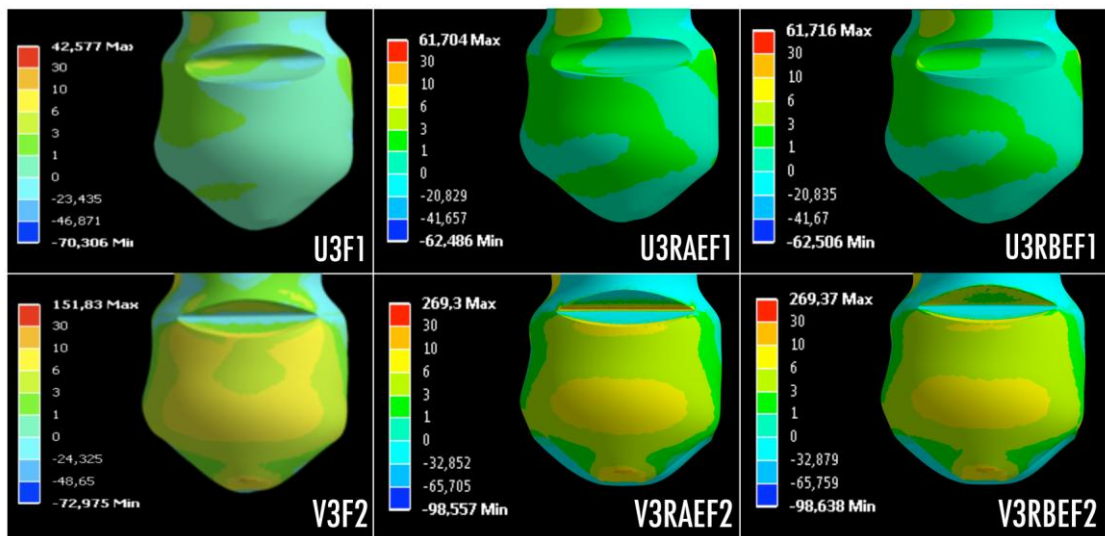 42,577 Max
30
10
6
3
1
0
-23,435
-46,871
-70,306 Min
U3F1
61,704 Max
30
10
6
3
1
0
-20,829
-41,657
-62,486 Min
U3RAEF1
61,716 Max
30
10
6
3
1
0
-20,835
-41,67
-62,506 Min
U3RBEF1
151,83 Max
30
10
6
3
1
0
-24,325
-48,65
-72,975 Min
V3F2
269,3 Max
30
10
6
3
1
0
-32,852
-65,705
-98,557 Min
V3RAEF2
269,37 Max
30
10
6
3
1
0
-32,879
-65,759
-98,638 Min
V3RBEF2